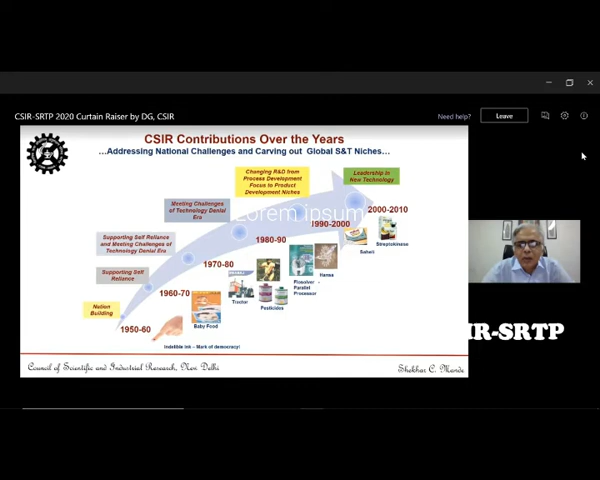 CSIR-SRTP 2020 Curtain Raiser by DG, CSIR
Need help?
Leave
CSIR Contributions Over the Years
…Addressing National Challenges and Carving out Global S&T Niches…
Changing R&D from
Process Development
Focus to Product
Development Niches
Leadership in
New Technology
Meeting Challenges
of Technology Denial
Era
Lorem ipsum
2000-2010
1990-2000
Streptokinase
Saheli
Supporting Self Reliance
and Meeting Challenges of
Technology Denial Era
1980-90
Hansa
Flosolver -
Parallel
Processor
Supporting Self
Reliance
1970-80
Tractor
Pesticides
1960-70
Baby Food
Nation
Building
1950-60
Indelible Ink – Mark of democracy!
IR-SRTP
Council of Scientific and Industrial Research, New Delhi
Shekhar C. Mande